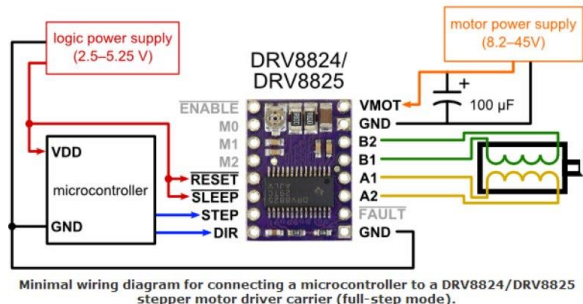 logic power supply
(2.5–5.25 V)
motor power supply
(8.2–45V)
DRV8824/
DRV8825
ENABLE
M0
M1
M2
RESET
SLEEP
STEP
DIR
VMOT
GND
B2
B1
A1
A2
FAULT
GND
+
100 µF
VDD
microcontroller
GND
Minimal wiring diagram for connecting a microcontroller to a DRV8824/DRV8825
stepper motor driver carrier (full-step mode).